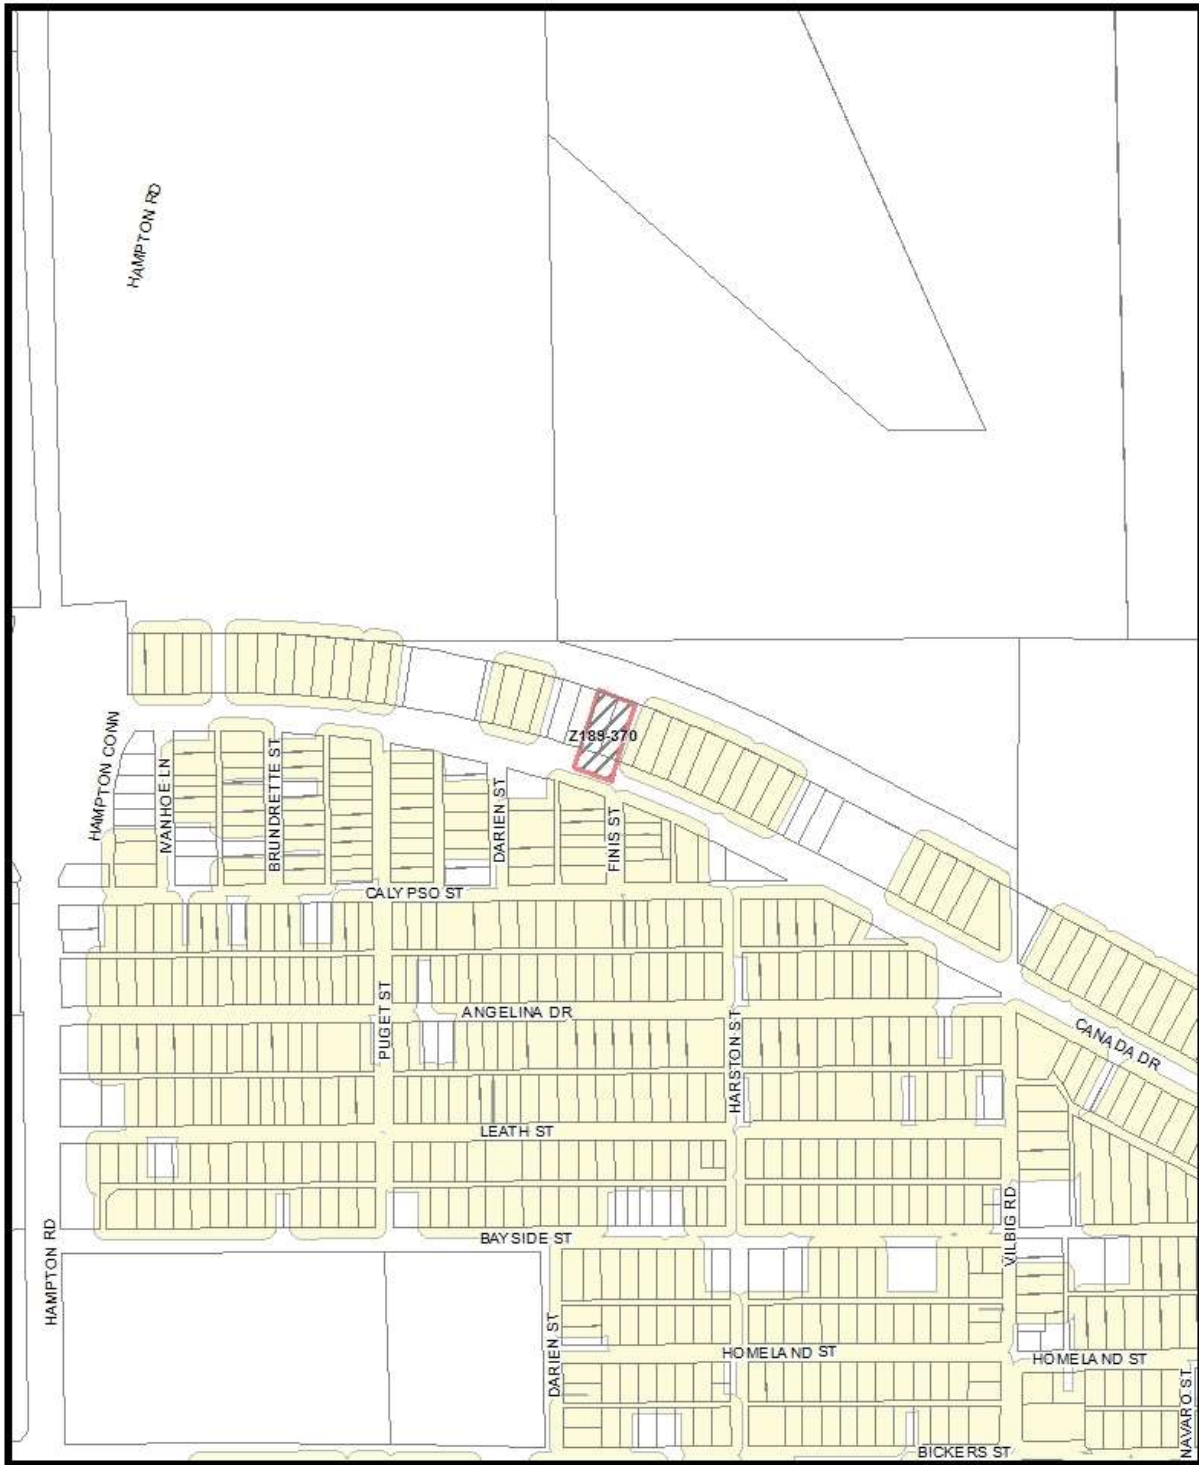 HAMPTON RD
Z189-370
HAMPTON CONN
IVANHOE LN
BRUNDRETTE ST
DARIEN ST
FINIS ST
CALYPSO ST
PUGET ST
ANGELINA DR
HARSTON ST
CANADA DR
LEATH ST
HAMPTON RD
BAYSIDE ST
VILBIG RD
DARIEN ST
HOMELAND ST
HOMELAND ST
NAVARO ST
BICKERS ST